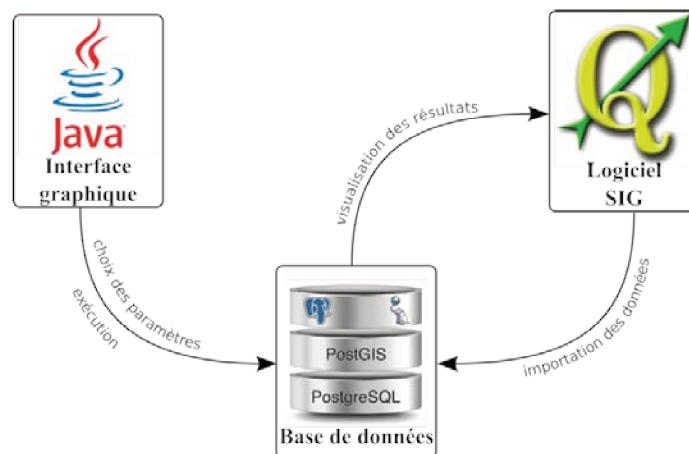 Java
Interface
graphique
choix des paramètres
exécution
visualisation des résultats
Q
Logiciel
SIG
importation des données
PostGIS
PostgreSQL
Base de données